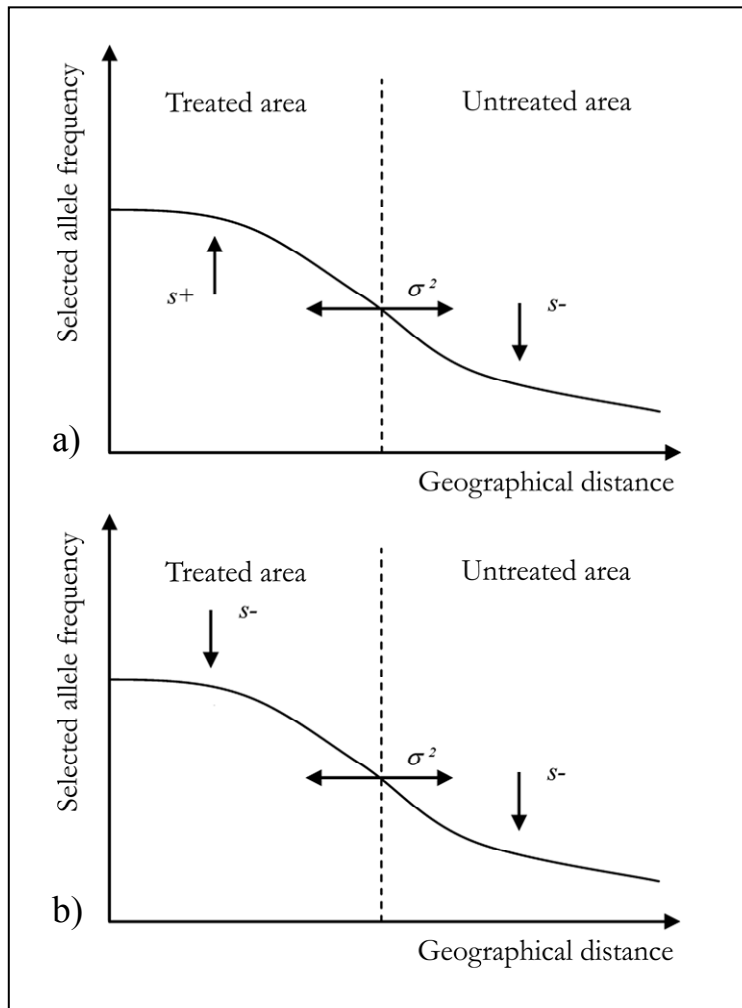 Selected allele frequency
Treated area
Untreated area
s+
σ²
s-
a)
Geographical distance
Selected allele frequency
Treated area
Untreated area
s-
σ²
s-
b)
Geographical distance